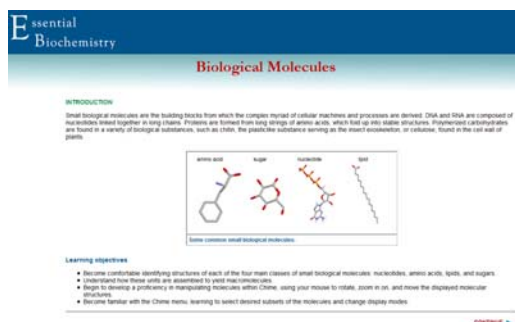 Essential
Biochemistry
Biological Molecules
INTRODUCTION
Small biological molecules are the building blocks from which the complex myriad of cellular machines and processes are derived. DNA and RNA are composed of
nucleotides linked together in long chains. Proteins are formed from long strings of amino acids, which fold up into stable structures. Polymerized carbohydrates
are found in a variety of biological substances, such as chitin, the plasticlike substance serving as the insect exoskeleton, or cellulose, found in the cell wall of
plants.
amino acid sugar nucleotide lipid
Some common small biological molecules.
Learning objectives
• Become comfortable identifying structures of each of the four main classes of small biological molecules: nucleotides, amino acids, lipids, and sugars.
• Understand how these units are assembled to yield macromolecules.
• Begin to develop a proficiency in manipulating molecules within Chime, using your mouse to rotate, zoom in on, and move the displayed molecular
structures.
• Become familiar with the Chime menu, learning to select desired subsets of the molecules and change display modes.
CONTINUE >